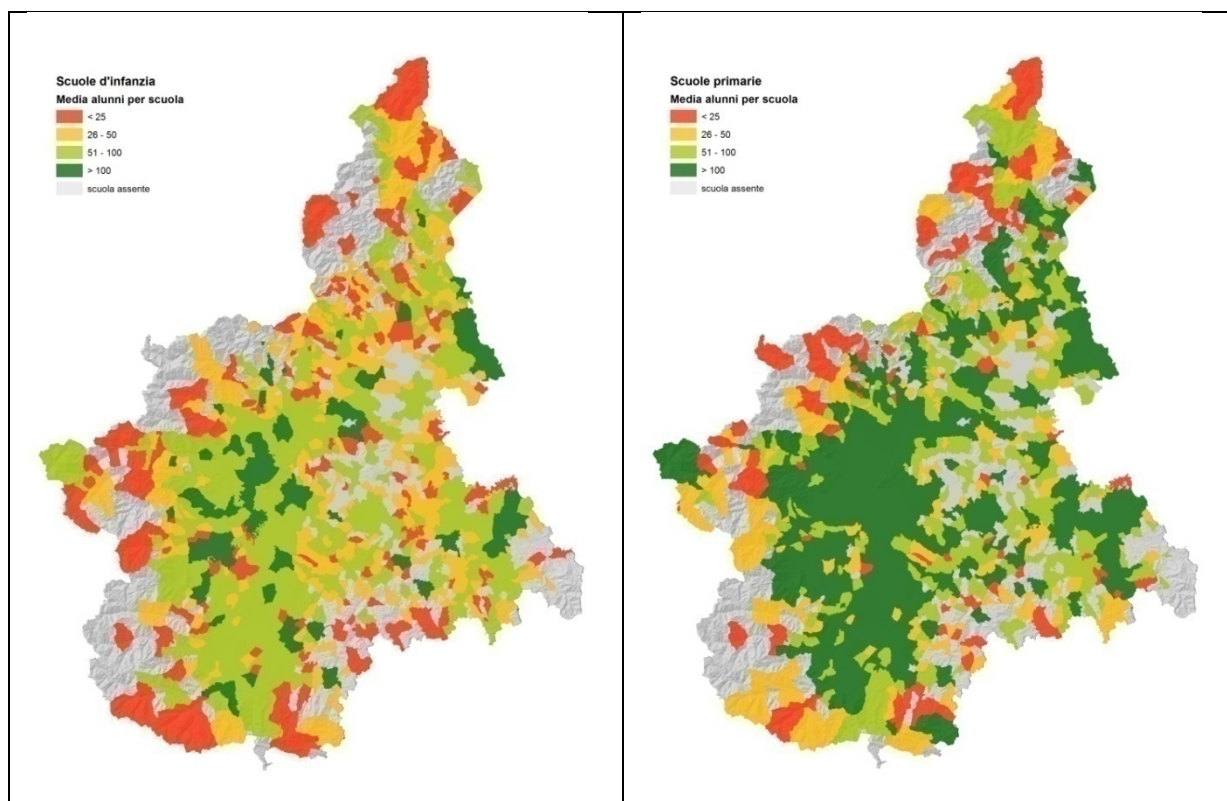 Scuole d'infanzia
Media alunni per scuola
< 25
26 - 50
51 - 100
> 100
scuola assente
Scuole primarie
Media alunni per scuola
< 25
26 - 50
51 - 100
> 100
scuola assente